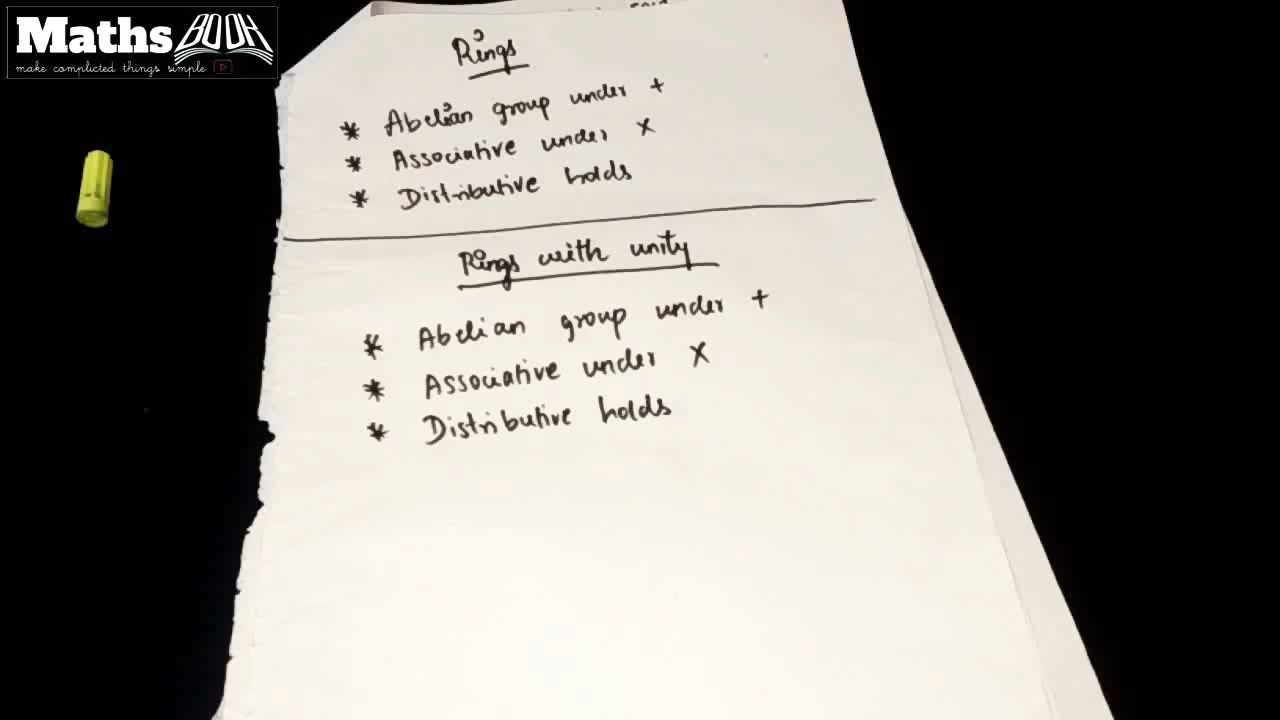 Maths BOOK
make complicted things simple
Rings
* Abelian group under +
* Associative under ×
* Distributive holds
Rings with unity
* Abelian group under +
* Associative under ×
* Distributive holds